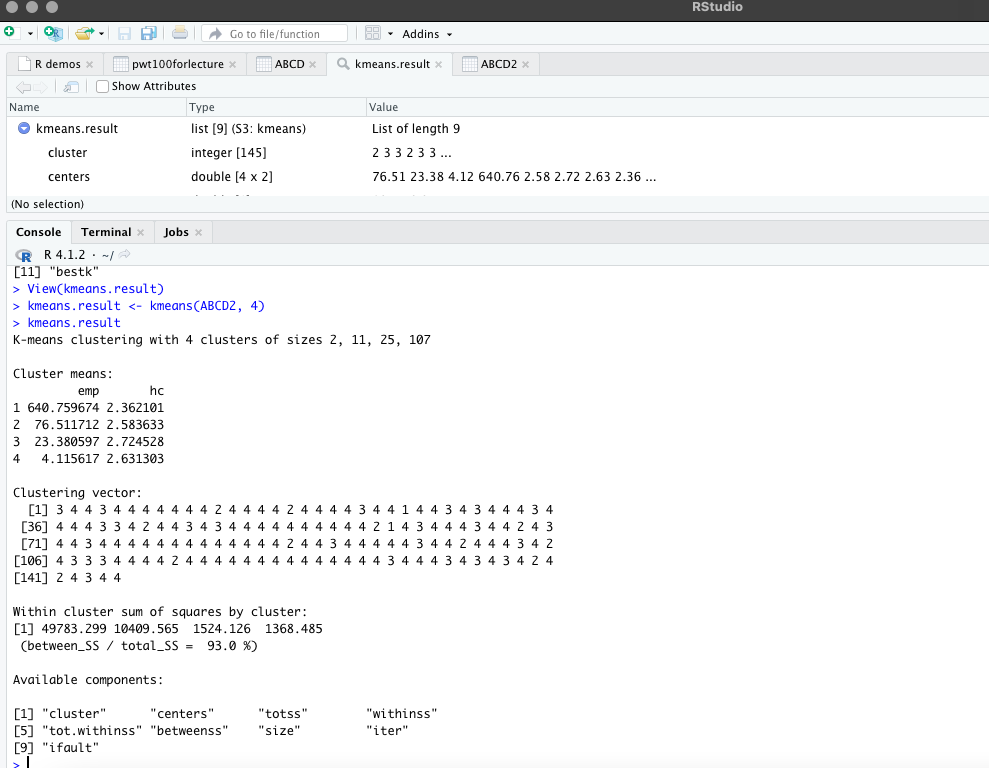 RStudio
Go to file/function
Addins
R demos
pwt100forlecture
ABCD
kmeans.result
ABCD2
Show Attributes
Name Type Value
kmeans.result list [9] (S3: kmeans) List of length 9
cluster integer [145] 2 3 3 2 3 3 ...
centers double [4 x 2] 76.51 23.38 4.12 640.76 2.58 2.72 2.63 2.36 ...
(No selection)
Console Terminal Jobs
R 4.1.2 · ~/
[11] "bestk"
> View(kmeans.result)
> kmeans.result <- kmeans(ABCD2, 4)
> kmeans.result
K-means clustering with 4 clusters of sizes 2, 11, 25, 107
Cluster means:
emp hc
1 640.759674 2.362101
2 76.511712 2.583633
3 23.380597 2.724528
4 4.115617 2.631303
Clustering vector:
[1] 3 4 4 3 4 4 4 4 4 4 4 2 4 4 4 4 2 4 4 4 4 3 4 4 1 4 4 3 4 3 4 4 4 3 4
[36] 4 4 4 3 3 4 2 4 4 3 4 3 4 4 4 4 4 4 4 4 4 4 2 1 4 3 4 4 4 3 4 4 2 4 3
[71] 4 4 3 4 4 4 4 4 4 4 4 4 4 4 4 4 2 4 4 3 4 4 4 4 4 3 4 4 2 4 4 4 3 4 2
[106] 4 3 3 3 4 4 4 4 2 4 4 4 4 4 4 4 4 4 4 4 4 4 4 3 4 4 4 3 4 3 4 3 4 2 4
[141] 2 4 3 4 4
Within cluster sum of squares by cluster:
[1] 49783.299 10409.565 1524.126 1368.485
(between_SS / total_SS = 93.0 %)
Available components:
[1] "cluster" "centers" "totss" "withinss"
[5] "tot.withinss" "betweenss" "size" "iter"
[9] "ifault"
>